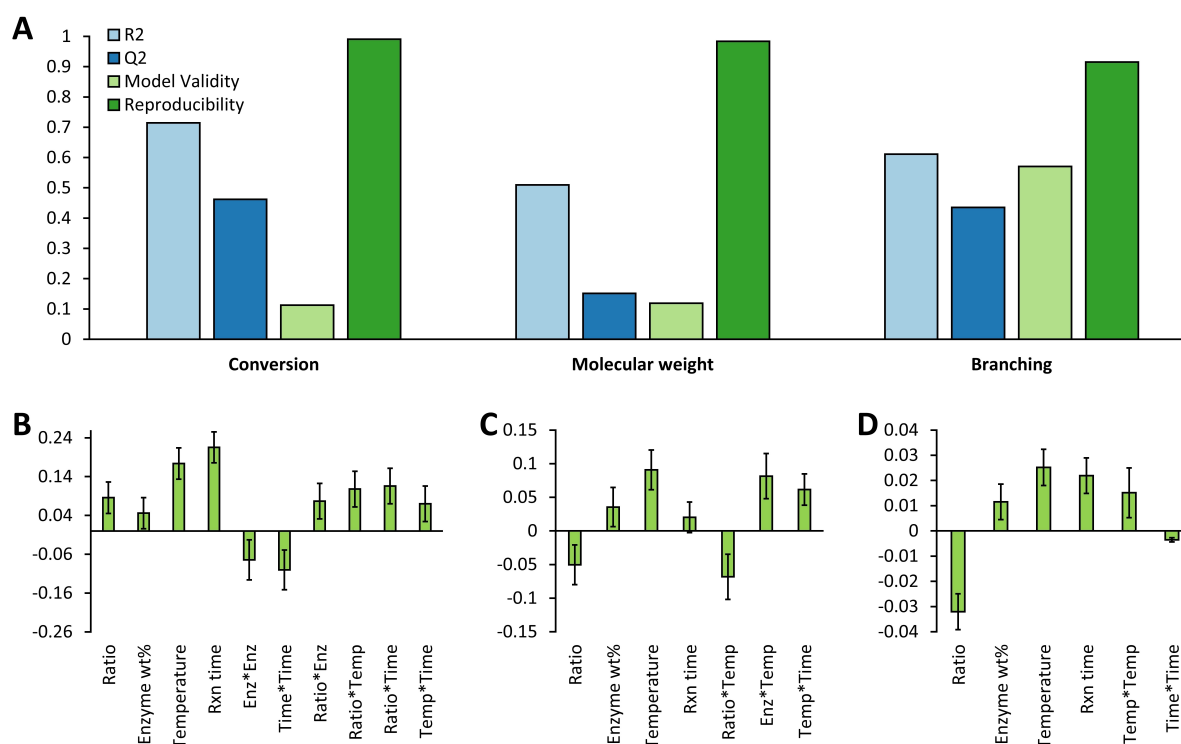 A
1
0.9
0.8
0.7
0.6
0.5
0.4
0.3
0.2
0.1
0
R2
Q2
Model Validity
Reproducibility
Conversion
Molecular weight
Branching
B
0.24
0.14
0.04
-0.06
-0.16
-0.26
Ratio
Enzyme wt%
Temperature
Rxn time
Enz*Enz
Time*Time
Ratio*Enz
Ratio*Temp
Ratio*Time
Temp*Time
C
0.15
0.1
0.05
0
-0.05
-0.1
-0.15
Ratio
Enzyme wt%
Temperature
Rxn time
Ratio*Temp
Enz*Temp
Temp*Time
D
0.04
0.03
0.02
0.01
0
-0.01
-0.02
-0.03
-0.04
Ratio
Enzyme wt%
Temperature
Rxn time
Temp*Temp
Time*Time